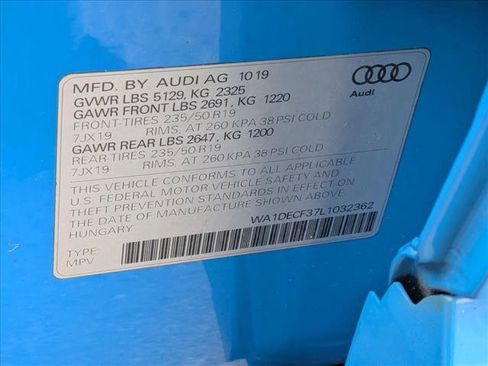 MFD. BY AUDI AG 10 19
GVWR LBS 5129, KG 2325
GAWR FRONT LBS 2691, KG 1220
FRONT-TIRES 235/50 R19
7JX19 RIMS, AT 260 KPA 38 PSI COLD
GAWR REAR LBS 2647, KG 1200
REAR-TIRES 235/50 R19
7JX19 RIMS, AT 260 KPA 38 PSI COLD
THIS VEHICLE CONFORMS TO ALL APPLICABLE
U.S. FEDERAL MOTOR VEHICLE SAFETY AND
THEFT PREVENTION STANDARDS IN EFFECT ON
THE DATE OF MANUFACTURE SHOWN ABOVE
HUNGARY
WA1DECF37L1032362
TYPE:
MPV
Audi